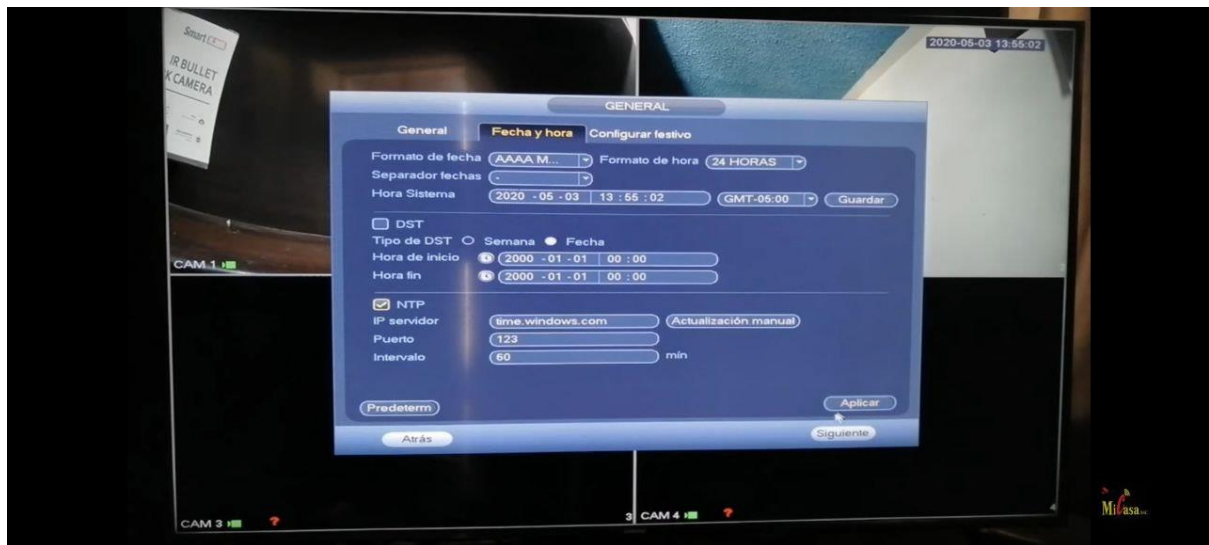 Smart
IR BULLET
K CAMERA
2020-05-03 13:55:02
GENERAL
General Fecha y hora Configurar festivo
Formato de fecha AAAA M... Formato de hora 24 HORAS
Separador fechas -
Hora Sistema 2020 - 05 - 03 13 : 55 : 02 GMT-05:00 Guardar
DST
Tipo de DST Semana Fecha
Hora de inicio 2000 - 01 - 01 00 : 00
Hora fin 2000 - 01 - 01 00 : 00
NTP
IP servidor time.windows.com Actualización manual
Puerto 123
Intervalo 60 min
Predeterm Aplicar
Atrás Siguiente
CAM 1
CAM 3 ? 3 CAM 4 ? 4
MiCasa